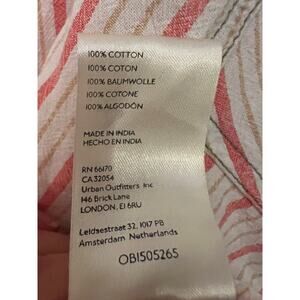 100% COTTON
100% COTON
100% BAUMWOLLE
100% COTONE
100% ALGODÓN
MADE IN INDIA
HECHO EN INDIA
RN 66170
CA 32054
Urban Outfitters Inc
146 Brick Lane
LONDON, E1 6RU
Leidsestraat 32, 1017 PB
Amsterdam Netherlands
OB1505265